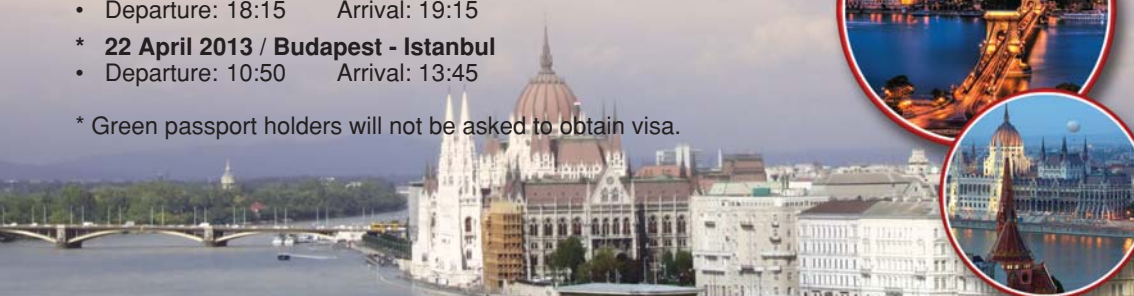 • Departure: 18:15 Arrival: 19:15
* 22 April 2013 / Budapest - Istanbul
• Departure: 10:50 Arrival: 13:45
* Green passport holders will not be asked to obtain visa.